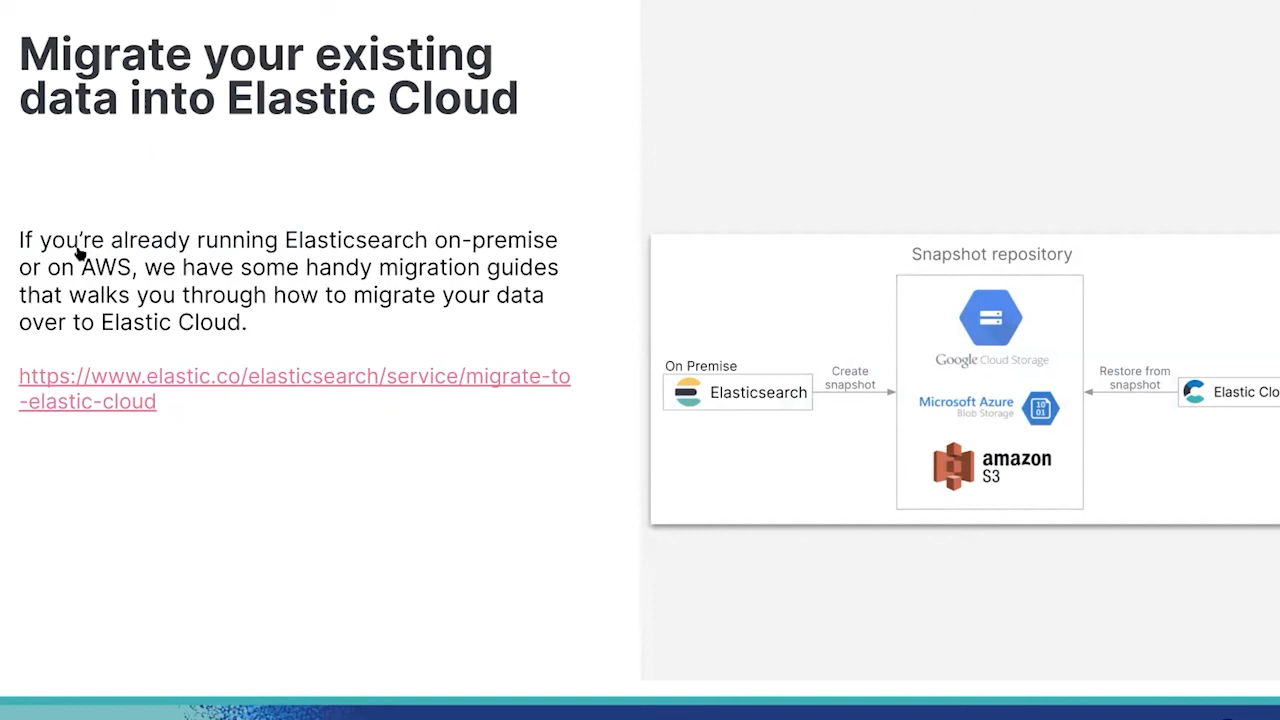 Migrate your existing
data into Elastic Cloud
If you’re already running Elasticsearch on-premise
or on AWS, we have some handy migration guides
that walks you through how to migrate your data
over to Elastic Cloud.
https://www.elastic.co/elasticsearch/service/migrate-to
-elastic-cloud
Snapshot repository
Google Cloud Storage
On Premise
Elasticsearch
Create
snapshot
Microsoft Azure
Blob Storage
10
01
amazon
S3
Restore from
snapshot
Elastic Clo